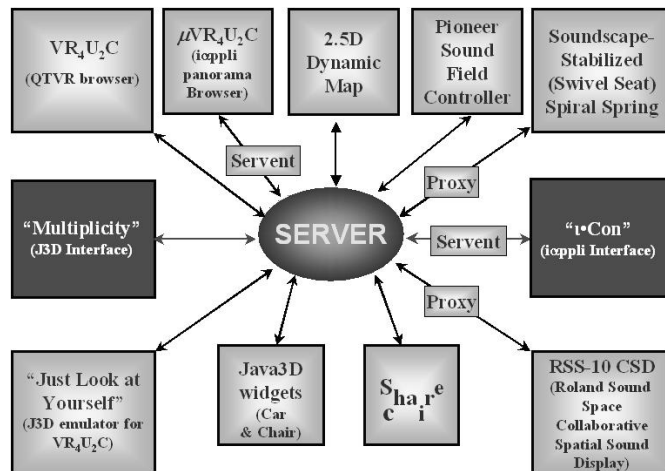 VR₄U₂C
(QTVR browser)
μVR₄U₂C
(iαppli
panorama
Browser)
2.5D
Dynamic
Map
Pioneer
Sound
Field
Controller
Soundscape-
Stabilized
(Swivel Seat)
Spiral Spring
Servent
Proxy
"Multiplicity"
(J3D Interface)
SERVER
Servent
"ι•Con"
(iαppli Interface)
Proxy
"Just Look at
Yourself"
(J3D emulator for
VR₄U₂C)
Java3D
widgets
(Car
& Chair)
S c ha i r e
RSS-10 CSD
(Roland Sound
Space
Collaborative
Spatial Sound
Display)